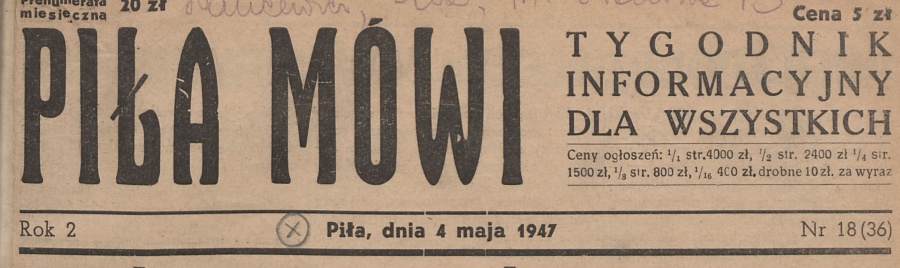 Prenumerata
miesięczna 20 zł
Cena 5 zł
PIŁA MÓWI
TYGODNIK
INFORMACYJNY
DLA WSZYSTKICH
Ceny ogłoszeń: 1/1 str. 4000 zł, 1/2 str. 2400 zł 1/4 str.
1500 zł, 1/8 str. 800 zł, 1/16 400 zł, drobne 10 zł. za wyraz
Rok 2
Piła, dnia 4 maja 1947
Nr 18 (36)